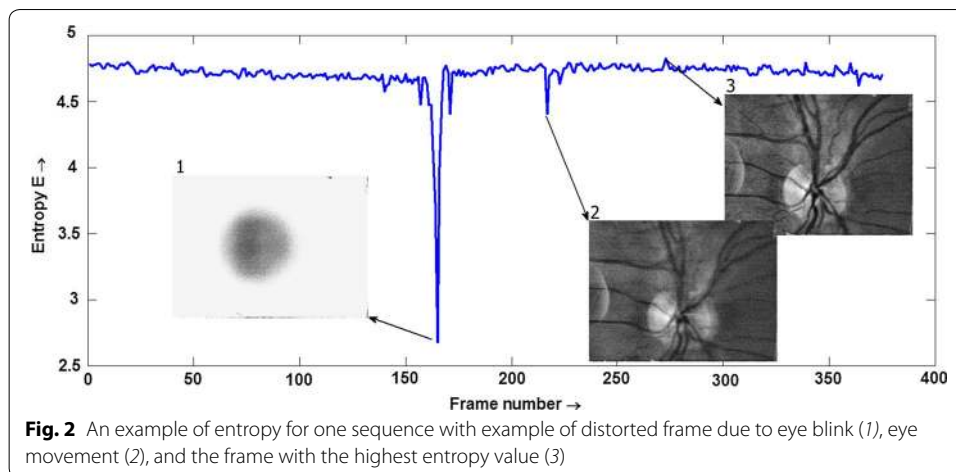 5
4.5
4
3.5
3
2.5
Entropy E →
0 50 100 150 200 250 300 350 400
Frame number →
1
2
3
Fig. 2 An example of entropy for one sequence with example of distorted frame due to eye blink (1), eye
movement (2), and the frame with the highest entropy value (3)